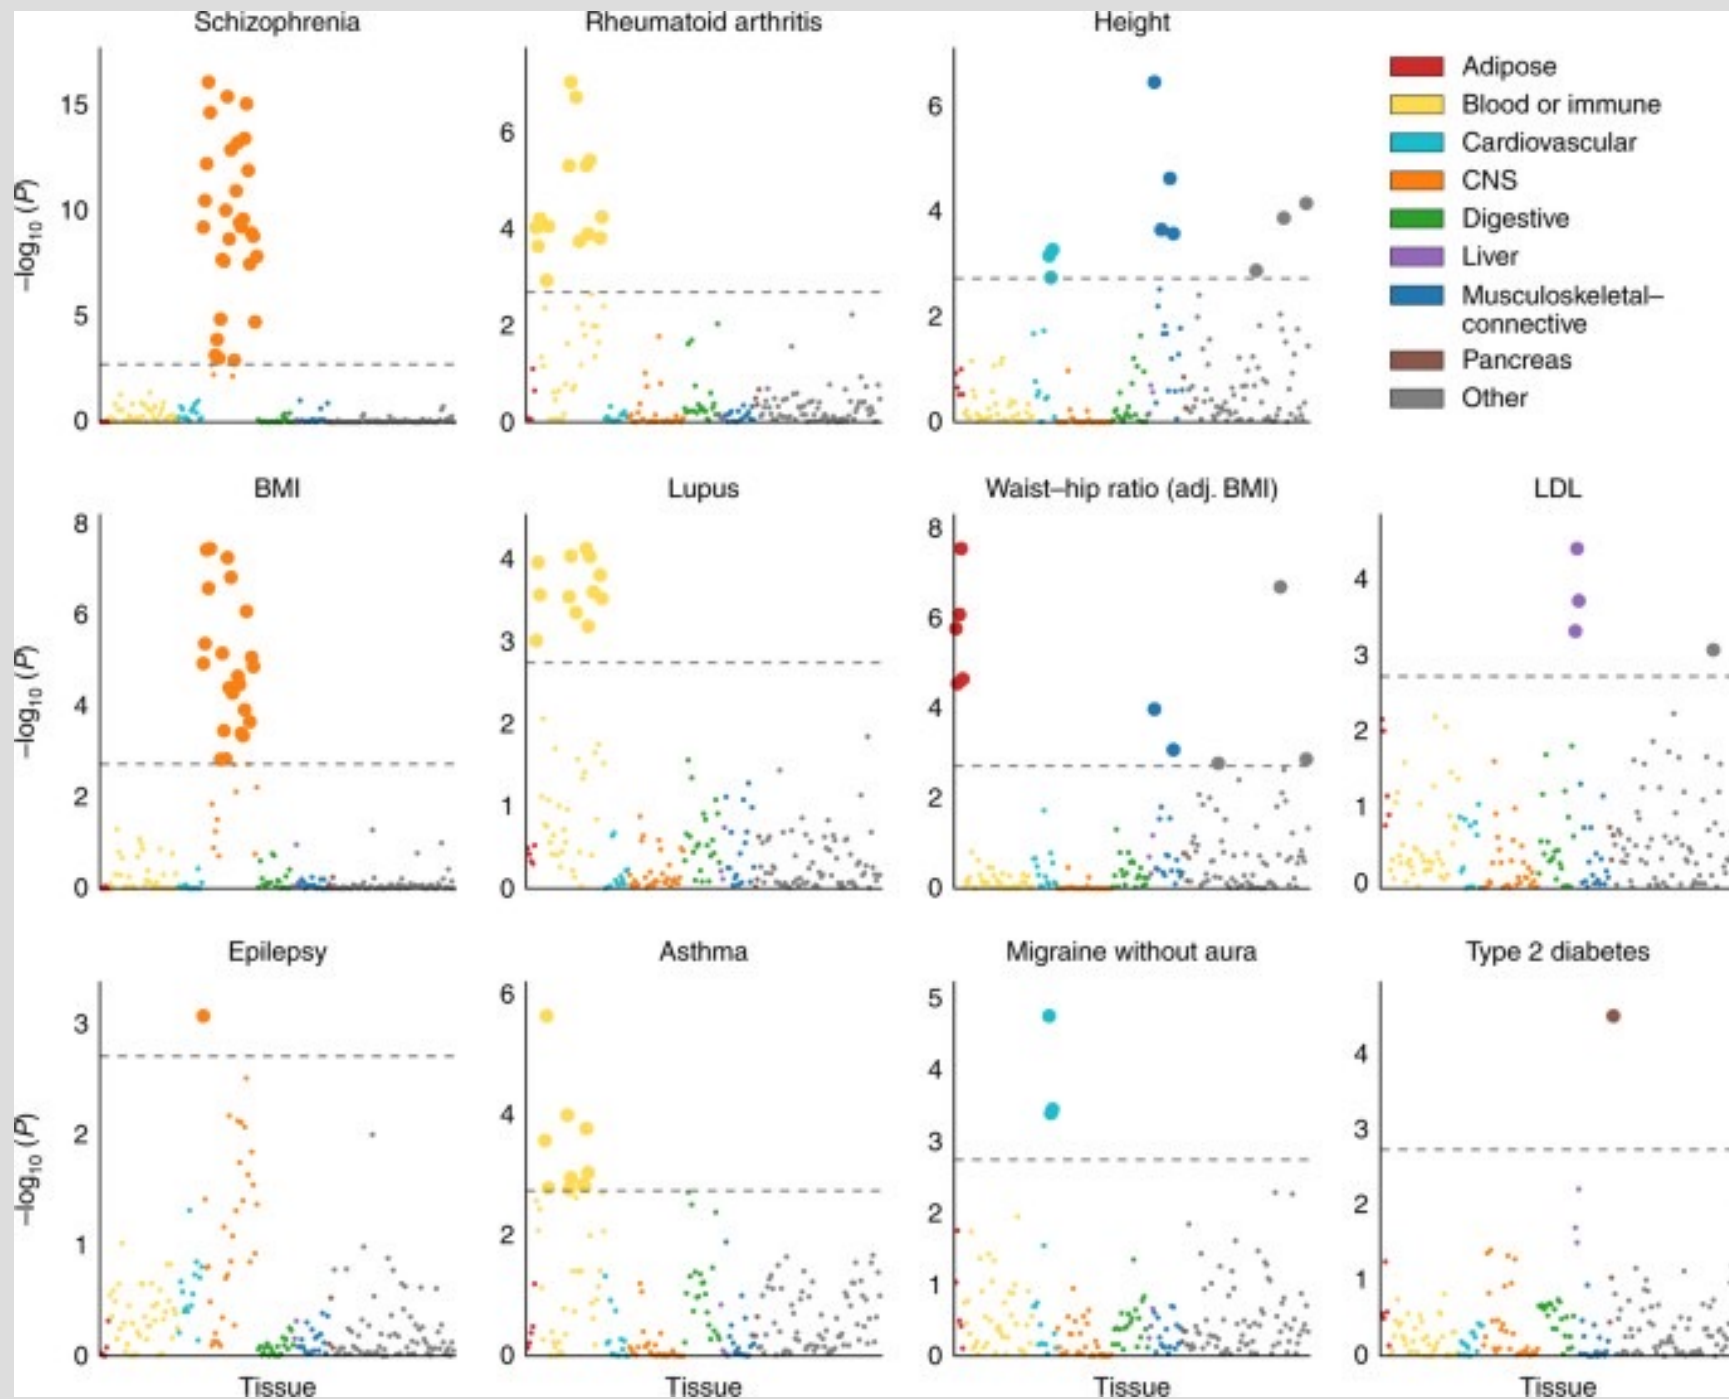 Schizophrenia
Rheumatoid arthritis
Height
–log10 (P)
15
10
5
0
6
4
2
0
6
4
2
0
Adipose
Blood or immune
Cardiovascular
CNS
Digestive
Liver
Musculoskeletal–
connective
Pancreas
Other
BMI
Lupus
Waist–hip ratio (adj. BMI)
LDL
–log10 (P)
8
6
4
2
0
4
3
2
1
0
8
6
4
2
0
4
3
2
1
0
Epilepsy
Asthma
Migraine without aura
Type 2 diabetes
–log10 (P)
3
2
1
0
6
4
2
0
5
4
3
2
1
0
4
3
2
1
0
Tissue
Tissue
Tissue
Tissue